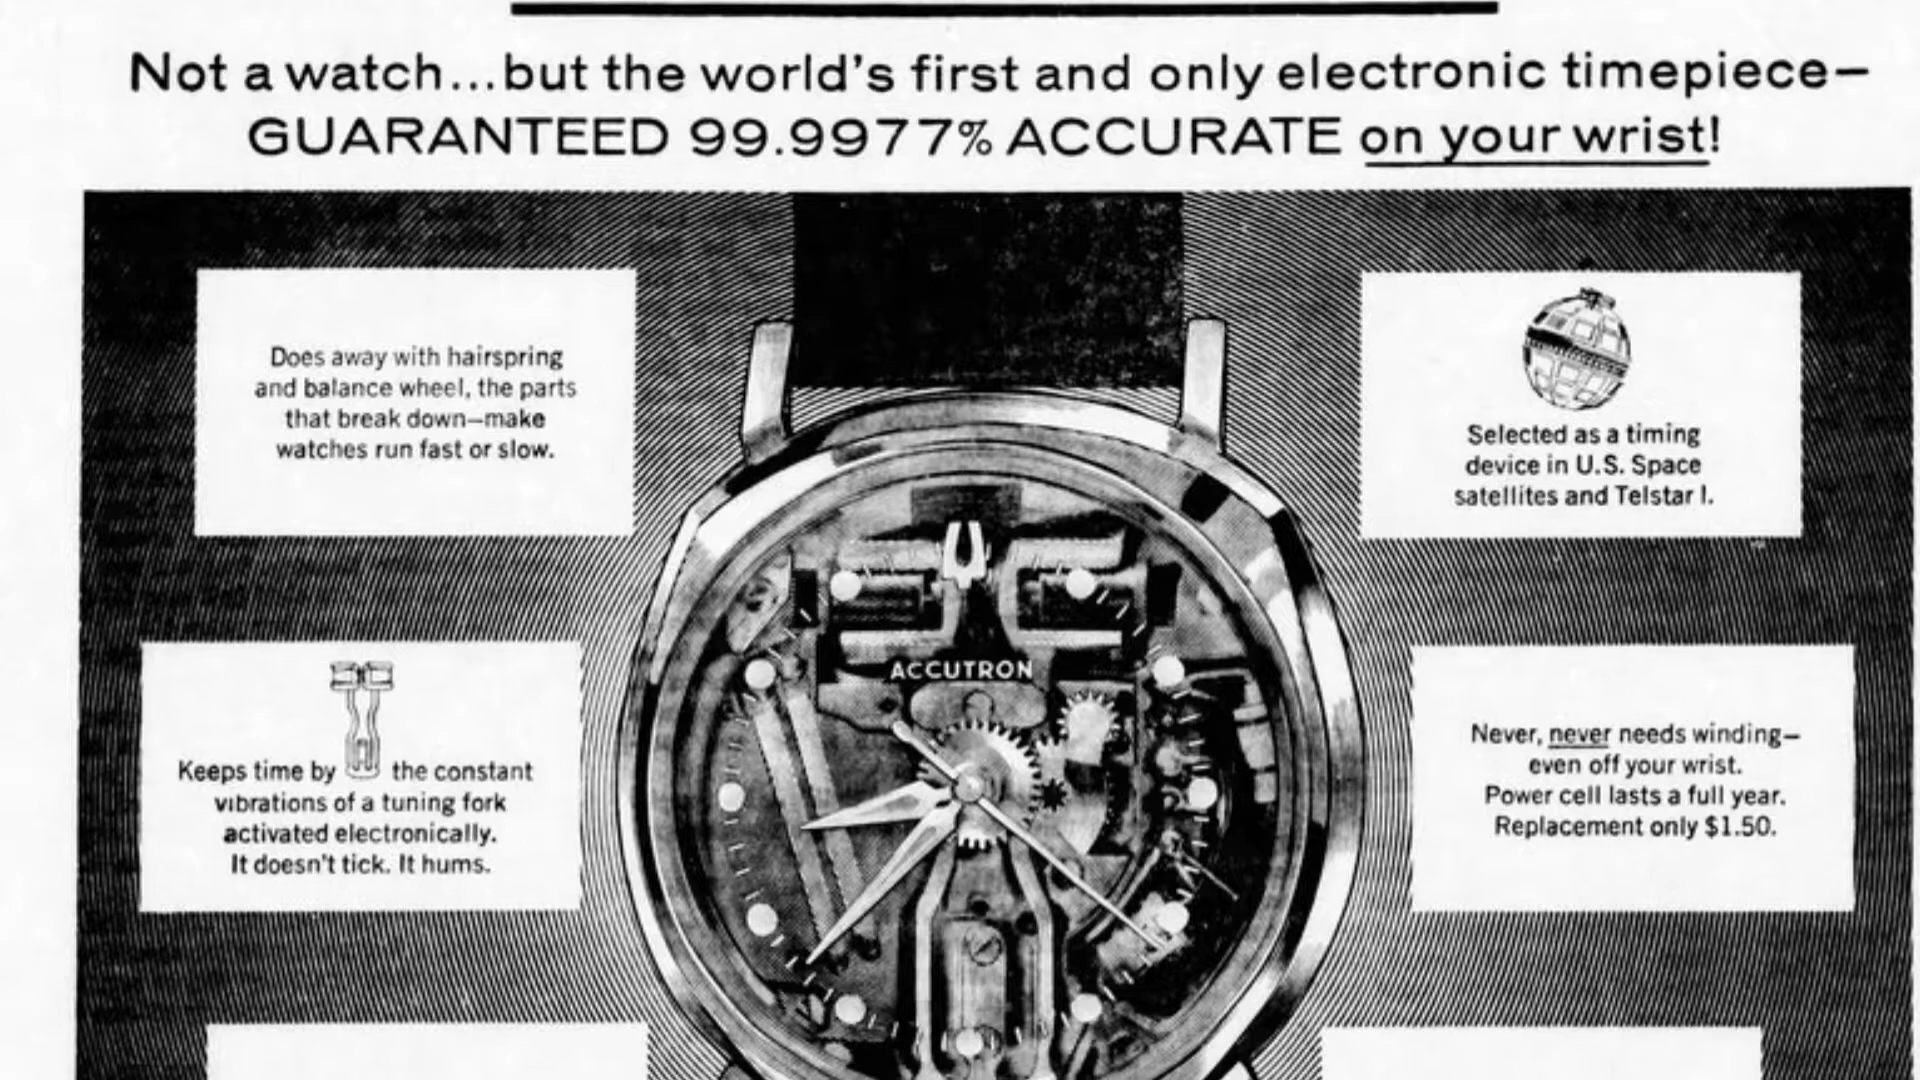 Not a watch...but the world's first and only electronic timepiece—
GUARANTEED 99.9977% ACCURATE on your wrist!
Does away with hairspring
and balance wheel, the parts
that break down—make
watches run fast or slow.
Selected as a timing
device in U.S. Space
satellites and Telstar I.
ACCUTRON
Keeps time by the constant
vibrations of a tuning fork
activated electronically.
It doesn't tick. It hums.
Never, never needs winding—
even off your wrist.
Power cell lasts a full year.
Replacement only $1.50.